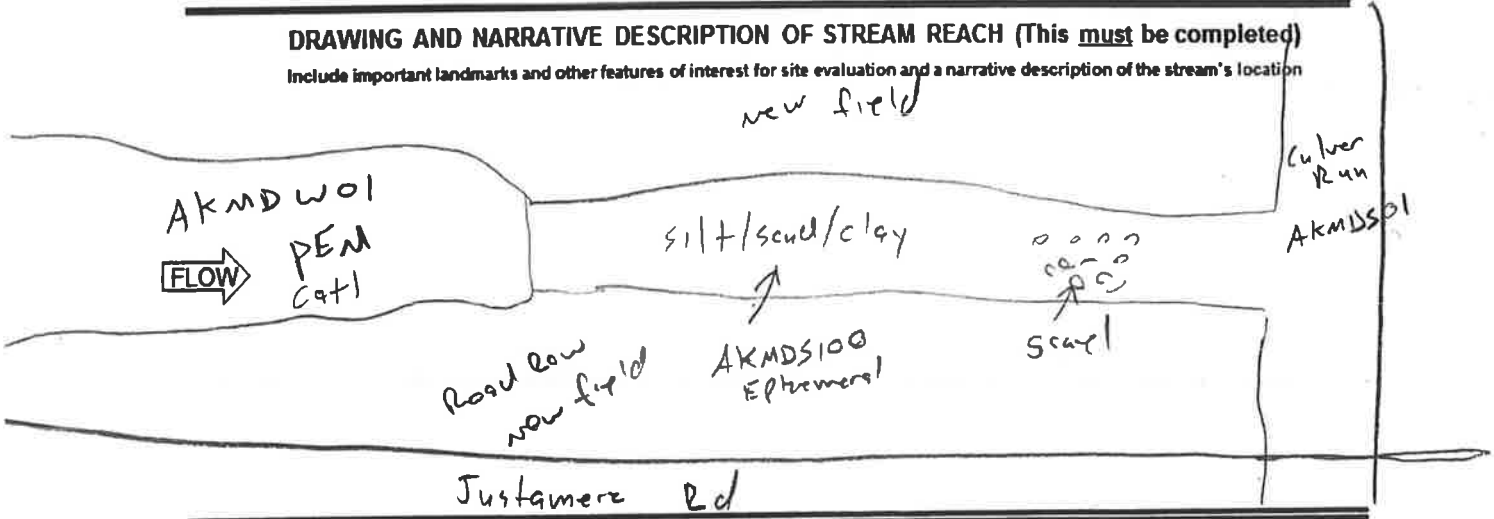 DRAWING AND NARRATIVE DESCRIPTION OF STREAM REACH (This must be completed)
Include important landmarks and other features of interest for site evaluation and a narrative description of the stream's location
new field
Culver
Run
AKMDS01
AKMDW01
PEM
Cat1
FLOW
silt/sand/clay
gravel
AKMDS100
Ephemeral
Road Row
new field
Justamere Rd